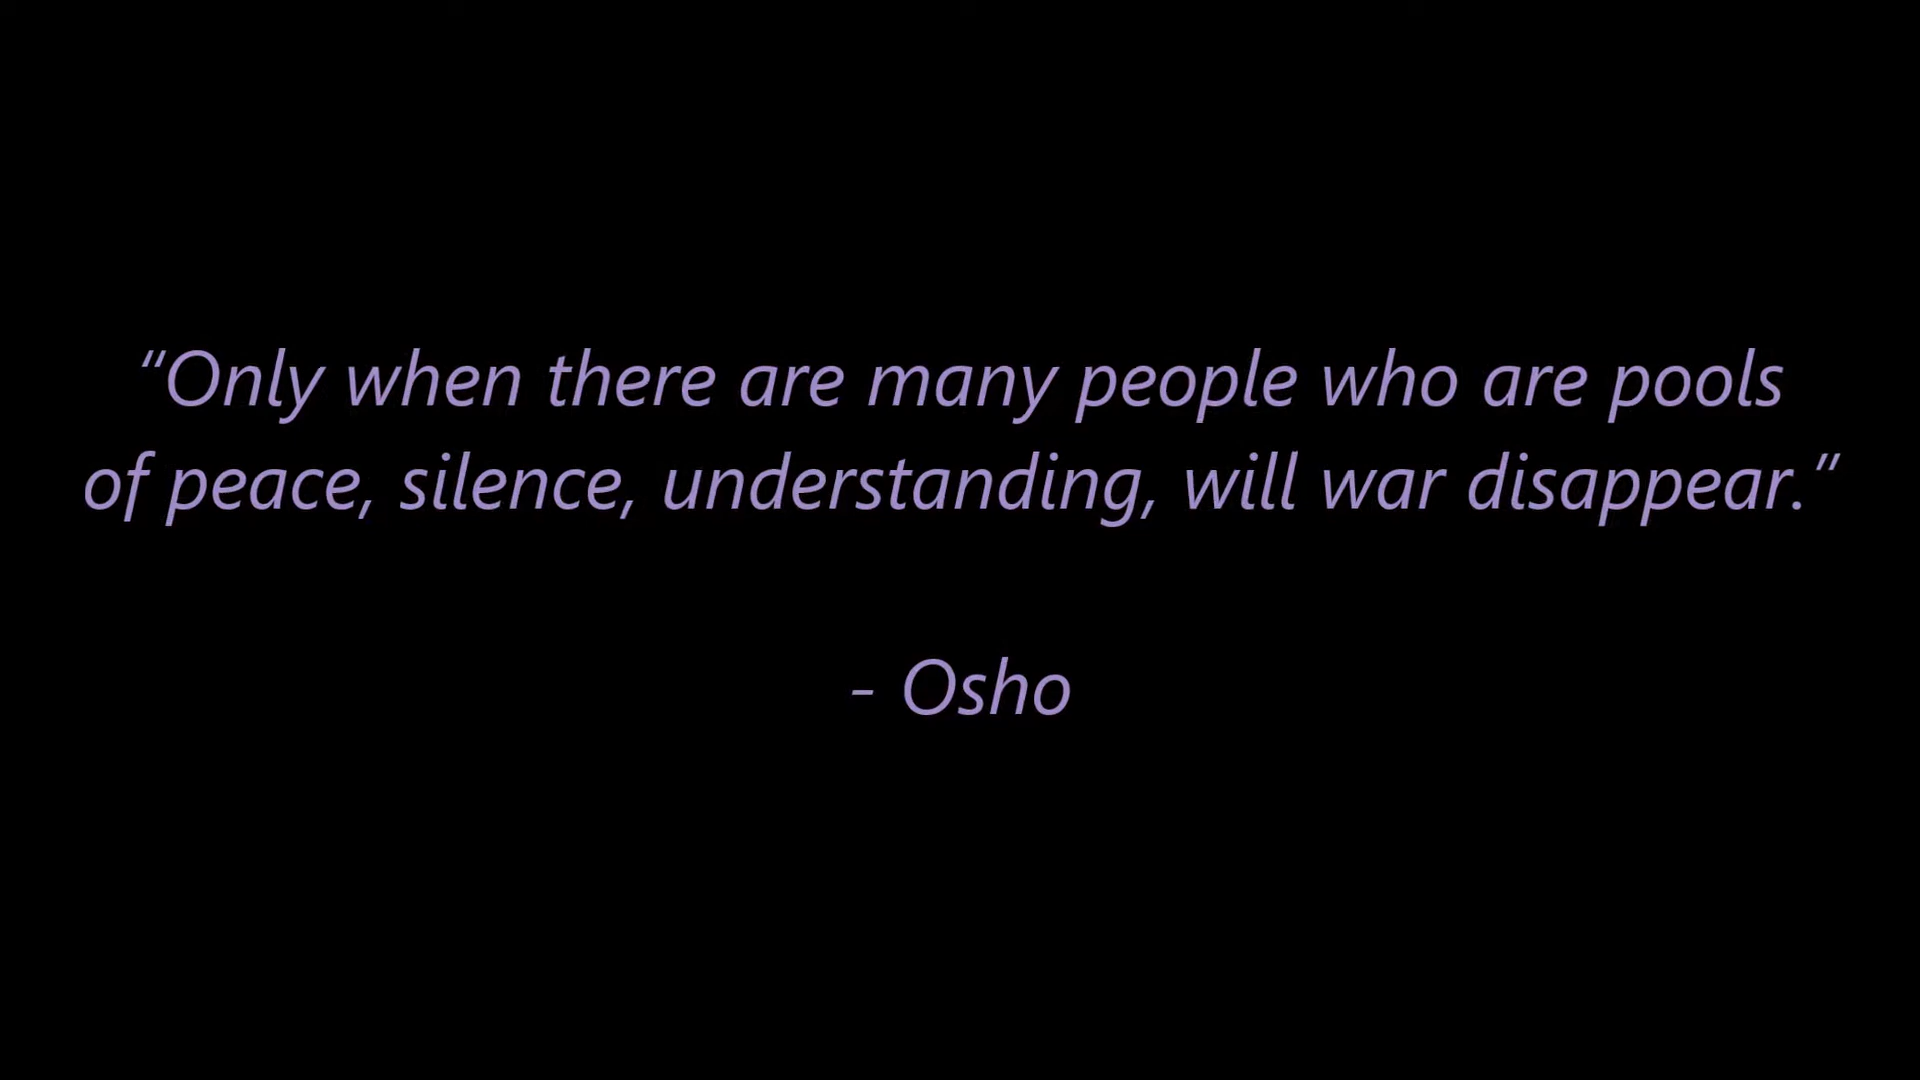 “Only when there are many people who are pools
of peace, silence, understanding, will war disappear.”
- Osho